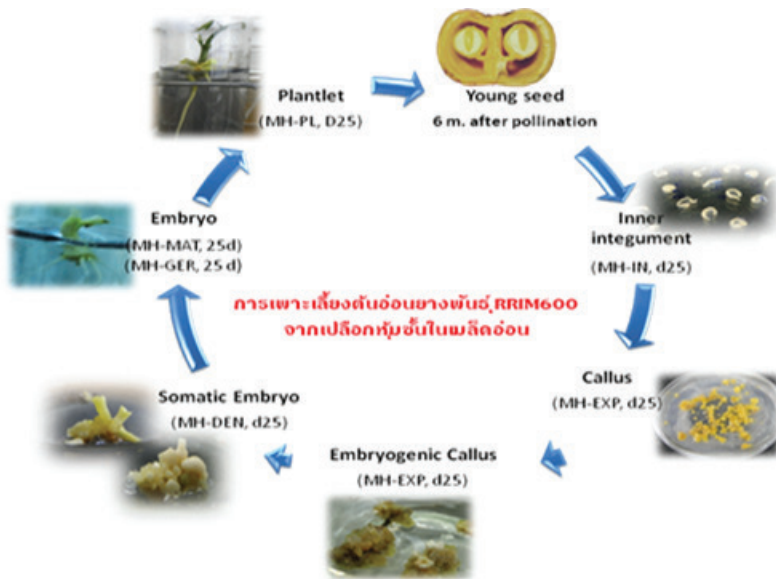 Plantlet
(MH-PL, D25)
Young seed
6 m. after pollination
Inner
integument
(MH-IN, d25)
Callus
(MH-EXP, d25)
Embryogenic Callus
(MH-EXP, d25)
Somatic Embryo
(MH-DEN, d25)
Embryo
(MH-MAT, 25d)
(MH-GER, 25 d)
การเพาะเลี้ยงต้นอ่อนยางพันธุ์ RRIM600
จากเปลือกหุ้มชั้นในเมล็ดอ่อน